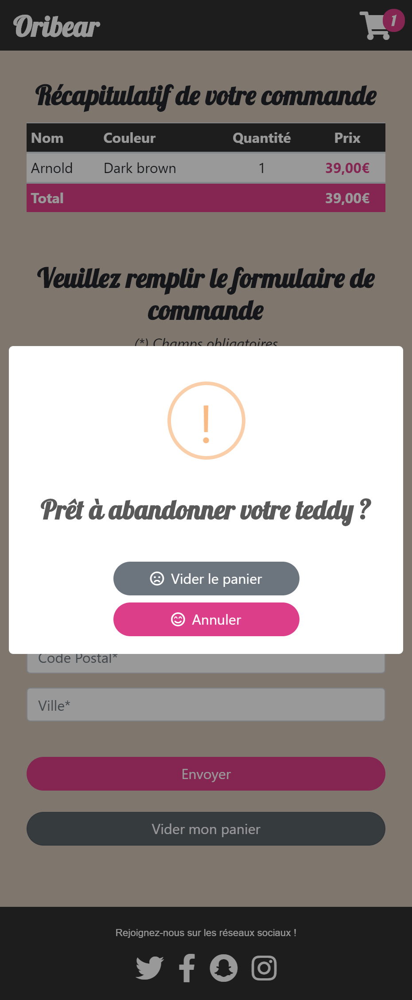 Oribear
1
Récapitulatif de votre commande
Nom Couleur Quantité Prix
Arnold Dark brown 1 39,00€
Total 39,00€
Veuillez remplir le formulaire de
commande
(*) Champs obligatoires
!
Prêt à abandonner votre teddy ?
Vider le panier
Annuler
Code Postal*
Ville*
Envoyer
Vider mon panier
Rejoignez-nous sur les réseaux sociaux !